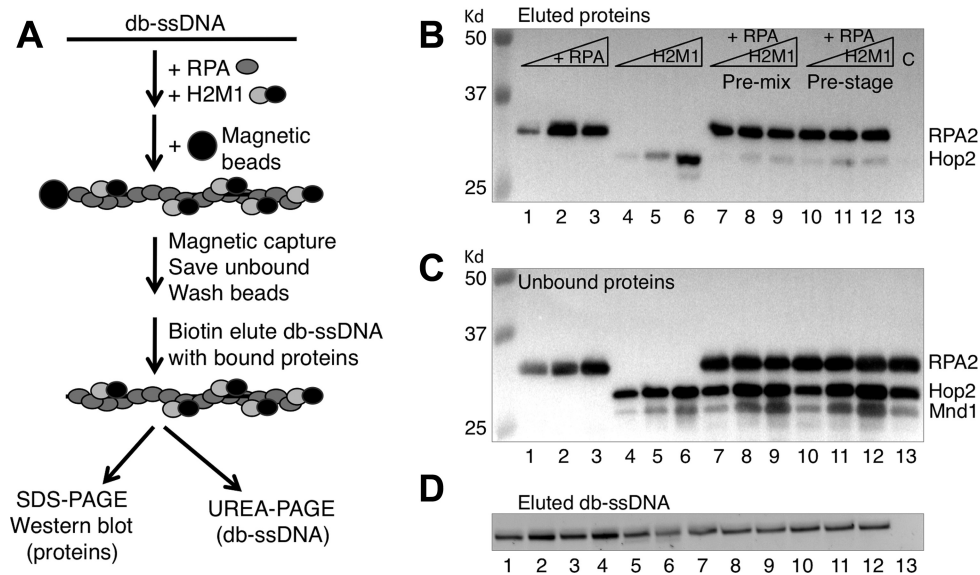 A
db-ssDNA
+ RPA
+ H2M1
+ Magnetic
beads
Magnetic capture
Save unbound
Wash beads
Biotin elute db-ssDNA
with bound proteins
SDS-PAGE
Western blot
(proteins)
UREA-PAGE
(db-ssDNA)
B
Kd
Eluted proteins
50
37
25
+ RPA
H2M1
+ RPA
H2M1
Pre-mix
+ RPA
H2M1
Pre-stage
C
RPA2
Hop2
1 2 3 4 5 6 7 8 9 10 11 12 13
C
Kd
Unbound proteins
50
37
25
RPA2
Hop2
Mnd1
1 2 3 4 5 6 7 8 9 10 11 12 13
D
Eluted db-ssDNA
1 2 3 4 5 6 7 8 9 10 11 12 13